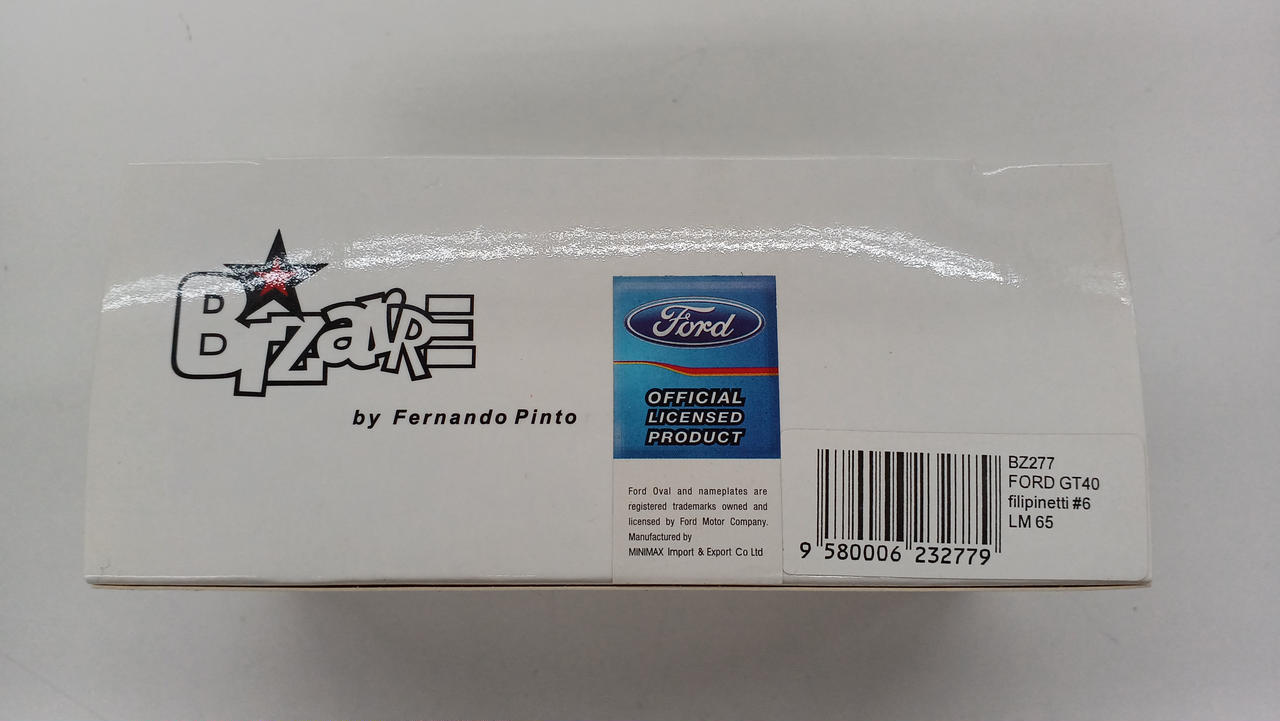 Bizarre
by Fernando Pinto
Ford
OFFICIAL
LICENSED
PRODUCT
Ford Oval and nameplates are
registered trademarks owned and
licensed by Ford Motor Company.
Manufactured by
MINIMAX Import & Export Co Ltd
BZ277
FORD GT40
filipinetti #6
LM 65
9 580006 232779